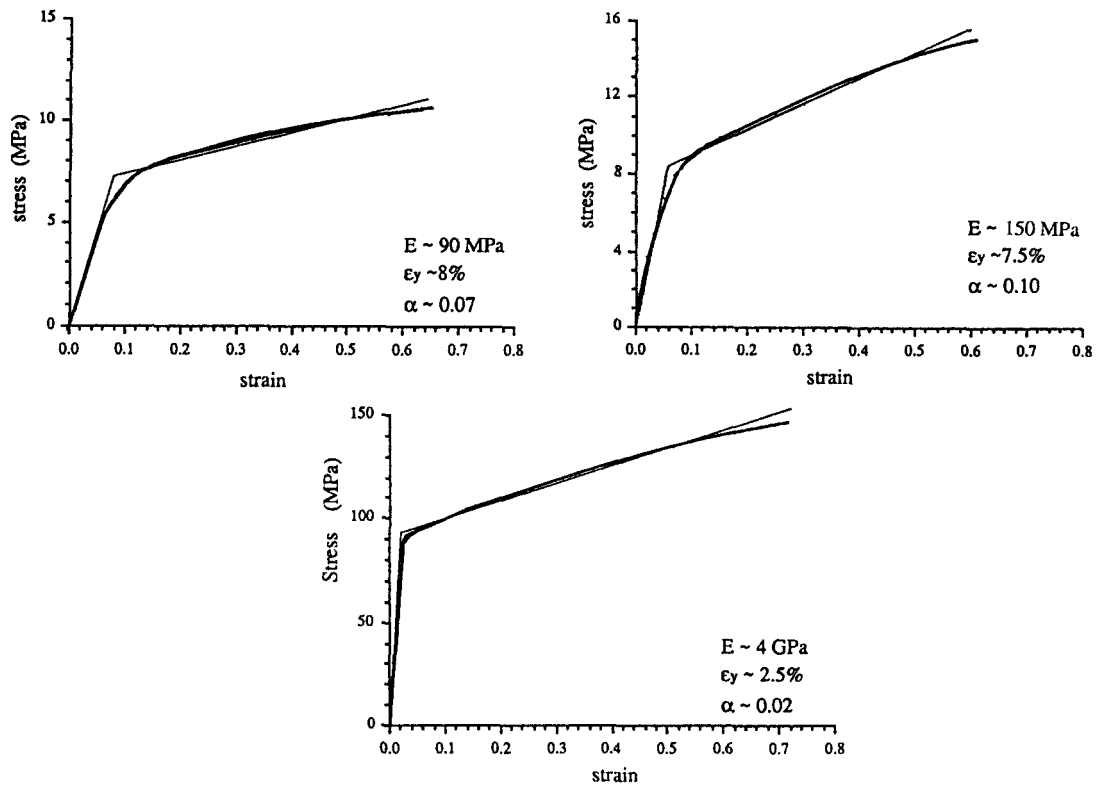 15
10
5
0
stress (MPa)
0.0 0.1 0.2 0.3 0.4 0.5 0.6 0.7 0.8
strain
E ~ 90 MPa
εy ~8%
α ~ 0.07
16
12
8
4
0
stress (MPa)
0.0 0.1 0.2 0.3 0.4 0.5 0.6 0.7 0.8
strain
E ~ 150 MPa
εy ~7.5%
α ~ 0.10
150
100
50
0
Stress (MPa)
0.0 0.1 0.2 0.3 0.4 0.5 0.6 0.7 0.8
strain
E ~ 4 GPa
εy ~ 2.5%
α ~ 0.02